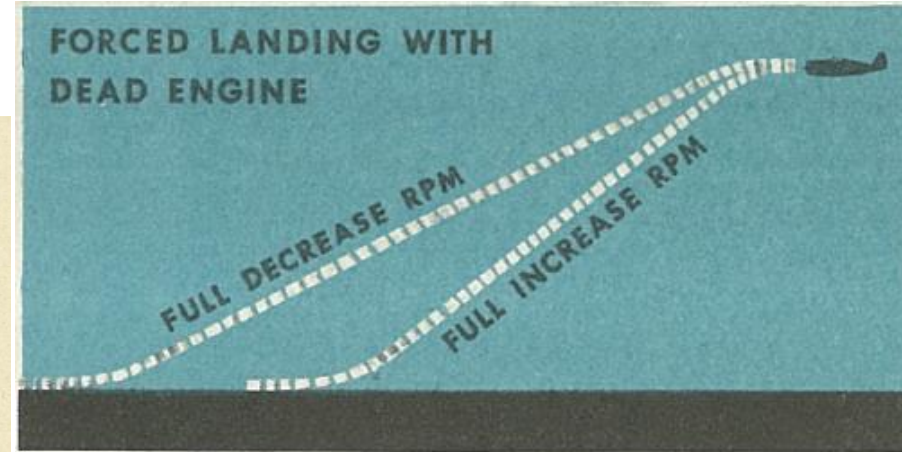 FORCED LANDING WITH
DEAD ENGINE
FULL DECREASE RPM
FULL INCREASE RPM